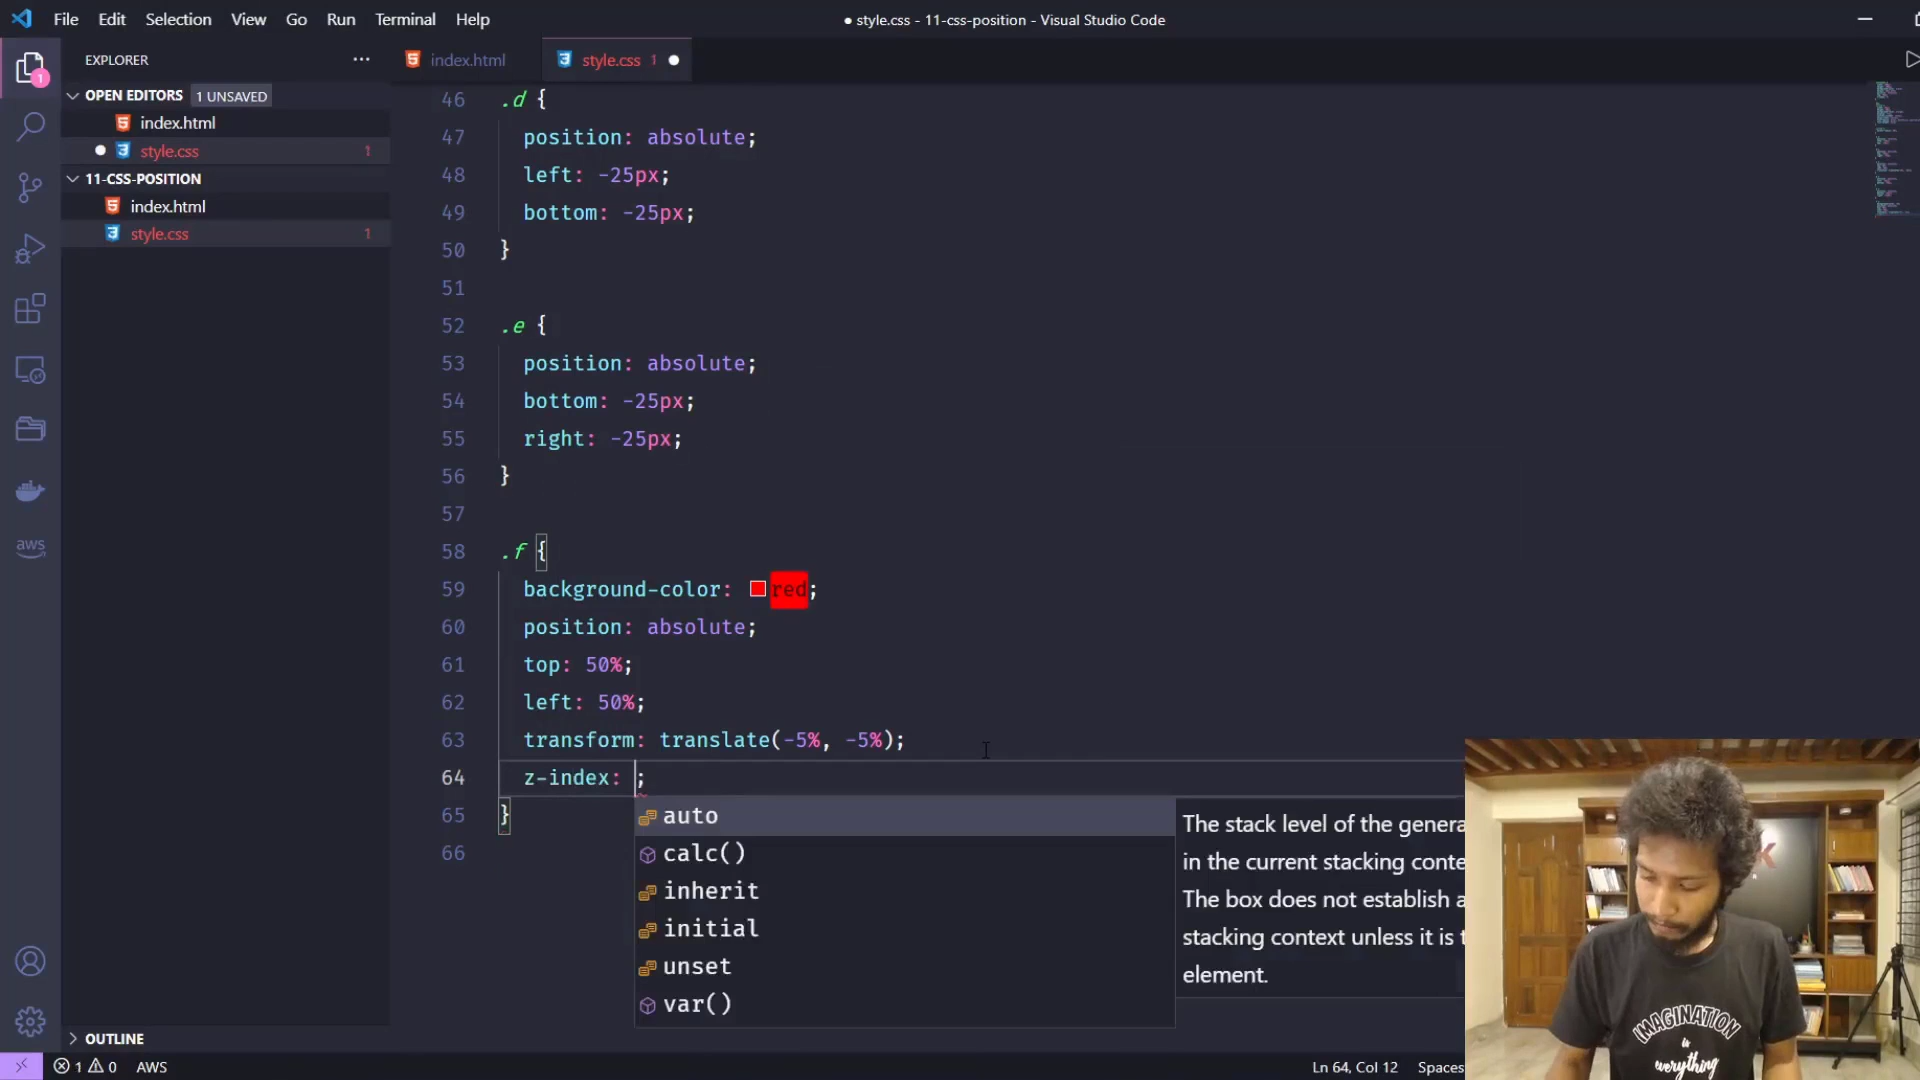 File Edit Selection View Go Run Terminal Help
● style.css - 11-css-position - Visual Studio Code
EXPLORER
OPEN EDITORS 1 UNSAVED
index.html
style.css 1
11-CSS-POSITION
index.html
style.css 1
OUTLINE
1
aws
index.html
style.css 1
46 .d {
47 position: absolute;
48 left: -25px;
49 bottom: -25px;
50 }
51
52 .e {
53 position: absolute;
54 bottom: -25px;
55 right: -25px;
56 }
57
58 .f {
59 background-color: red;
60 position: absolute;
61 top: 50%;
62 left: 50%;
63 transform: translate(-5%, -5%);
64 z-index: ;
65 }
66
auto
calc()
inherit
initial
unset
var()
The stack level of the genera
in the current stacking conte
The box does not establish a
stacking context unless it is t
element.
IMAGINATION
is
everything
1 0 AWS
Ln 64, Col 12 Spaces